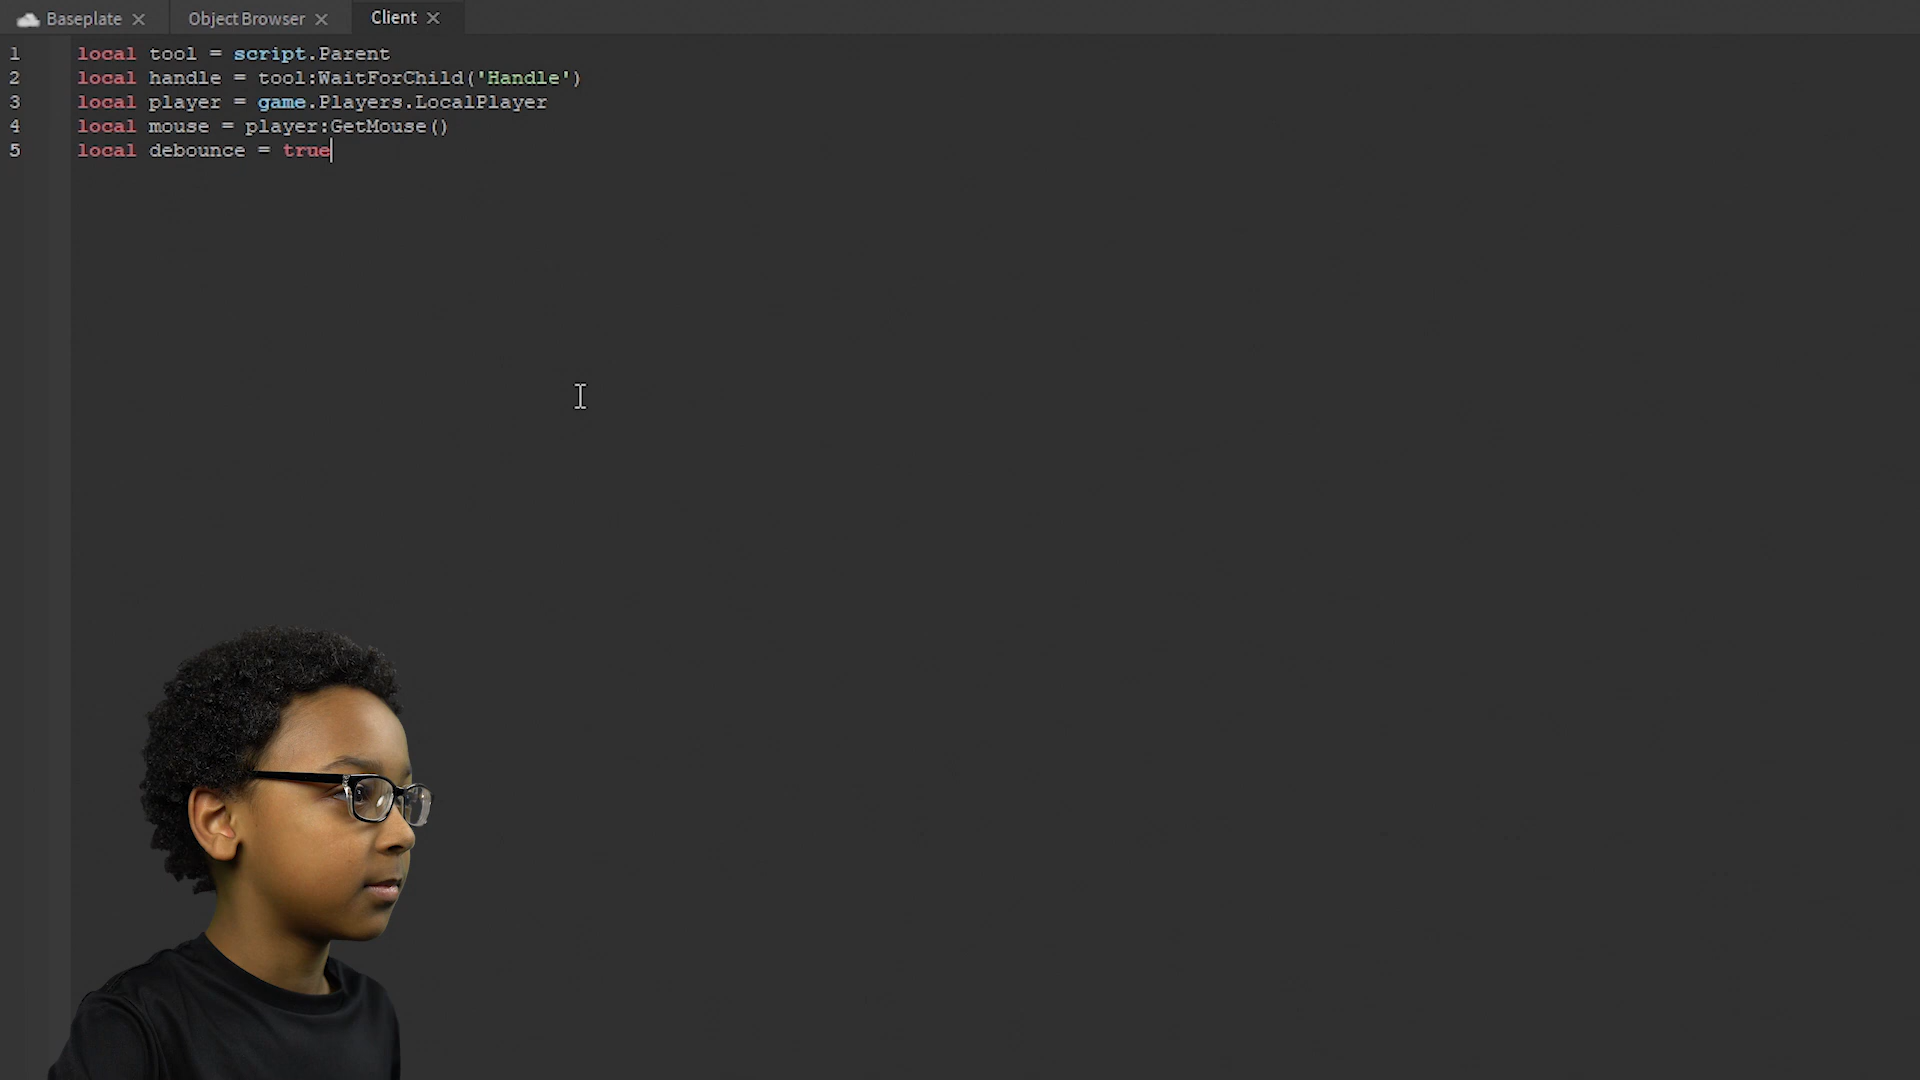 Baseplate
Object Browser
Client
1 local tool = script.Parent
2 local handle = tool:WaitForChild('Handle')
3 local player = game.Players.LocalPlayer
4 local mouse = player:GetMouse()
5 local debounce = true